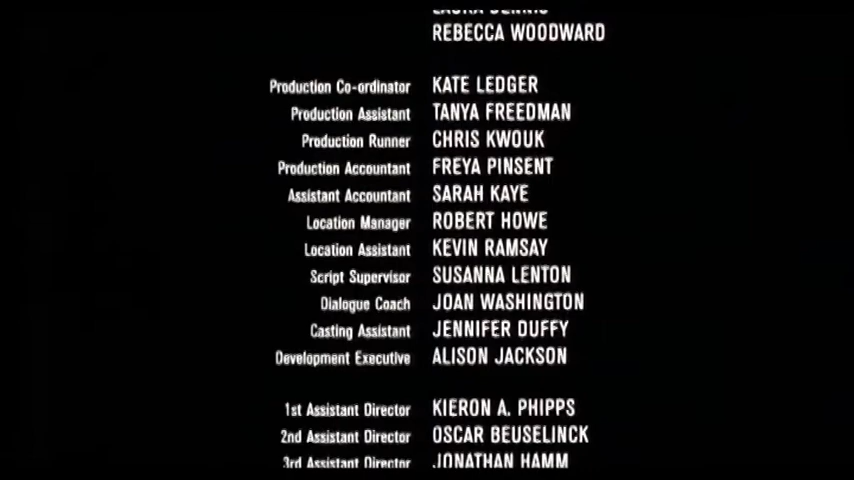 LAURA DENNIS
REBECCA WOODWARD
Production Co-ordinator KATE LEDGER
Production Assistant TANYA FREEDMAN
Production Runner CHRIS KWOUK
Production Accountant FREYA PINSENT
Assistant Accountant SARAH KAYE
Location Manager ROBERT HOWE
Location Assistant KEVIN RAMSAY
Script Supervisor SUSANNA LENTON
Dialogue Coach JOAN WASHINGTON
Casting Assistant JENNIFER DUFFY
Development Executive ALISON JACKSON
1st Assistant Director KIERON A. PHIPPS
2nd Assistant Director OSCAR BEUSELINCK
3rd Assistant Director JONATHAN HAMM